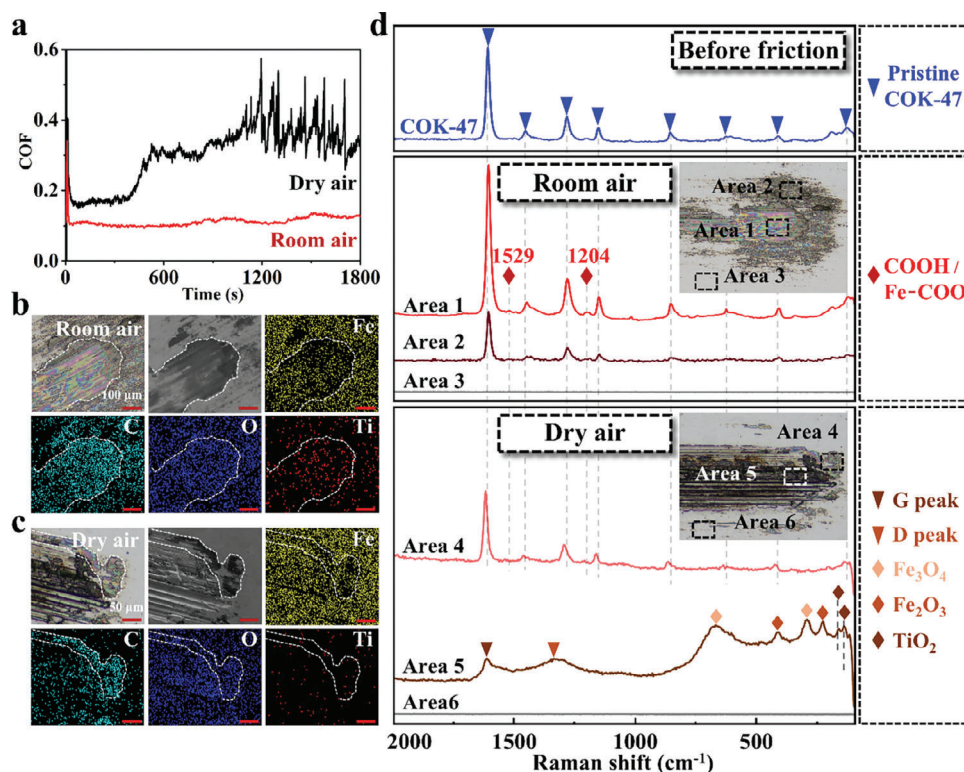 a
0.6
0.4
0.2
0.0
COF
Dry air
Room air
0
600
1200
1800
Time (s)
b
Room air
100 μm
Fe
C
O
Ti
c
Dry air
50 μm
Fe
C
O
Ti
d
Before friction
COK-47
Pristine
COK-47
Room air
1529
1204
Area 2
Area 1
Area 3
Area 1
Area 2
Area 3
COOH /
Fe-COO
Dry air
Area 4
Area 5
Area 6
Area 4
Area 5
Area6
G peak
D peak
Fe₃O₄
Fe₂O₃
TiO₂
2000
1500
1000
500
Raman shift (cm⁻¹)